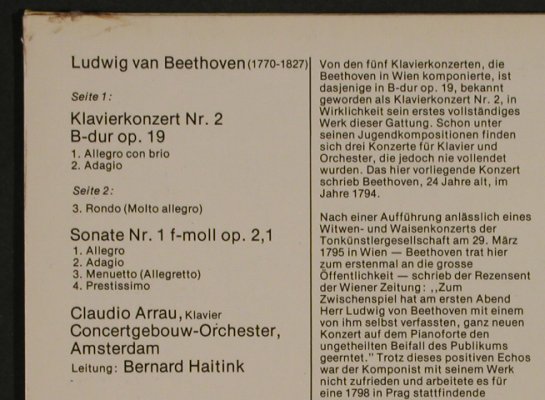 Ludwig van Beethoven (1770-1827)
Seite 1:
Klavierkonzert Nr. 2
B-dur op. 19
1. Allegro con brio
2. Adagio
Seite 2:
3. Rondo (Molto allegro)
Sonate Nr. 1 f-moll op. 2,1
1. Allegro
2. Adagio
3. Menuetto (Allegretto)
4. Prestissimo
Claudio Arrau, Klavier
Concertgebouw-Orchester,
Amsterdam
Leitung: Bernard Haitink
Von den fünf Klavierkonzerten, die
Beethoven in Wien komponierte, ist
dasjenige in B-dur op. 19, bekannt
geworden als Klavierkonzert Nr. 2, in
Wirklichkeit sein erstes vollständiges
Werk dieser Gattung. Schon unter
seinen Jugendkompositionen finden
sich drei Konzerte für Klavier und
Orchester, die jedoch nie vollendet
wurden. Das hier vorliegende Konzert
schrieb Beethoven, 24 Jahre alt, im
Jahre 1794.
Nach einer Aufführung anlässlich eines
Witwen- und Waisenkonzerts der
Tonkünstlergesellschaft am 29. März
1795 in Wien — Beethoven trat hier
zum erstenmal an die grosse
Öffentlichkeit — schrieb der Rezensent
der Wiener Zeitung: ,,Zum
Zwischenspiel hat am ersten Abend
Herr Ludwig von Beethoven mit einem
von ihm selbst verfassten, ganz neuen
Konzert auf dem Pianoforte den
ungetheilten Beifall des Publikums
geerntet." Trotz dieses positiven Echos
war der Komponist mit seinem Werk
nicht zufrieden und arbeitete es für
eine 1798 in Prag stattfindende